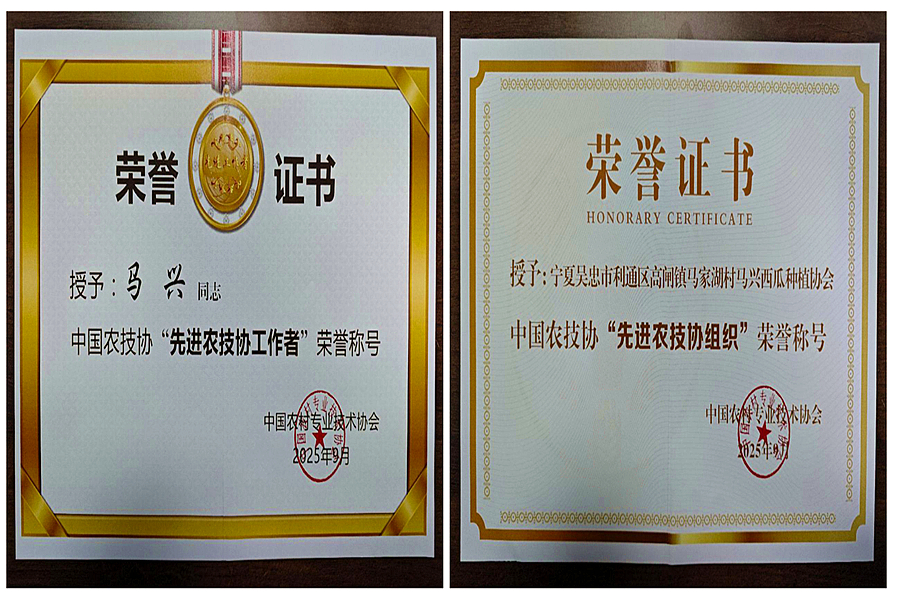 荣誉 证书
授予：马 兴 同志
中国农技协“先进农技协工作者”荣誉称号
中国农村专业技术协会
2025年9月
荣誉证书
HONORARY CERTIFICATE
授予：宁夏吴忠市利通区高闸镇马家湖村马兴西瓜种植协会
中国农技协“先进农技协组织”荣誉称号
中国农村专业技术协会
2025年9月